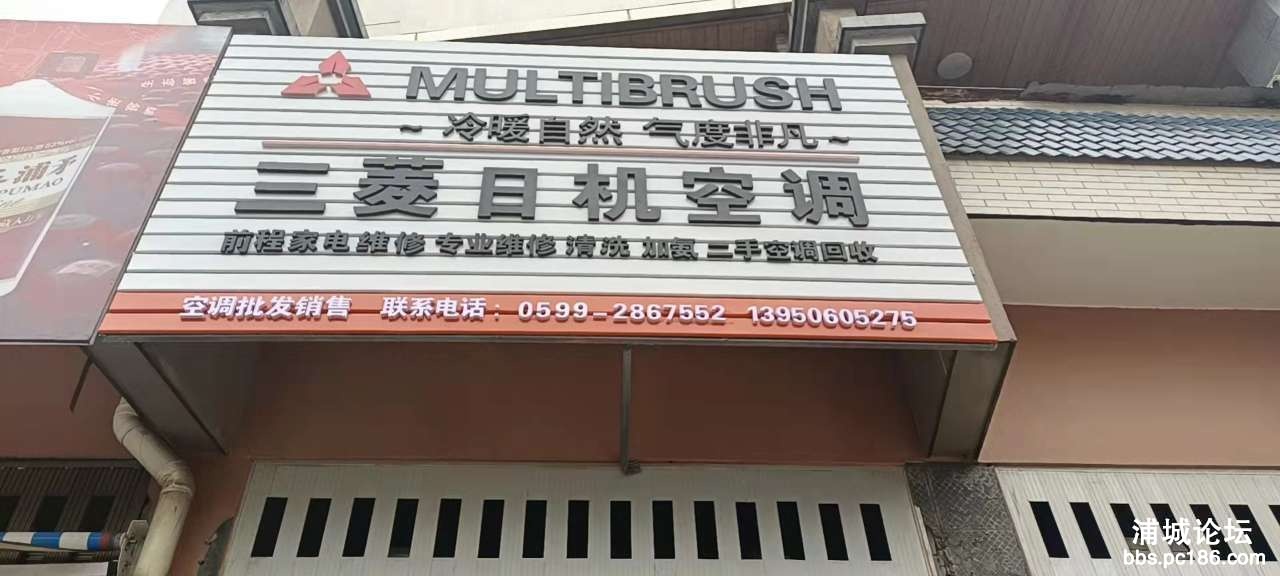 MULTIBRUSH
~ 冷暖自然 气度非凡 ~
三菱日机空调
前程家电维修 专业维修 清洗 加氨 二手空调回收
空调批发销售 联系电话：0599-2867552 13950605275
浦城论坛
bbs.pc186.com